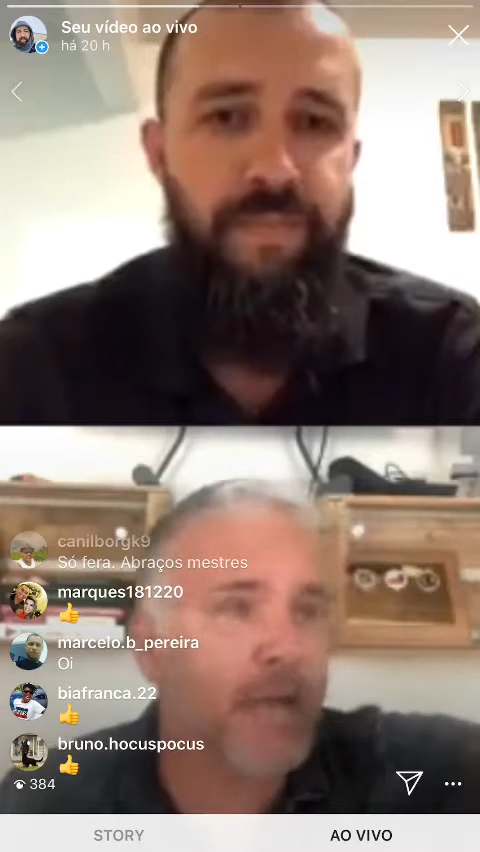 Seu vídeo ao vivo
há 20 h
canilborgk9
Só fera. Abraços mestres
marques181220
👍
marcelo.b_pereira
Oi
biafranca.22
👍
bruno.hocuspocus
👍
384
STORY AO VIVO